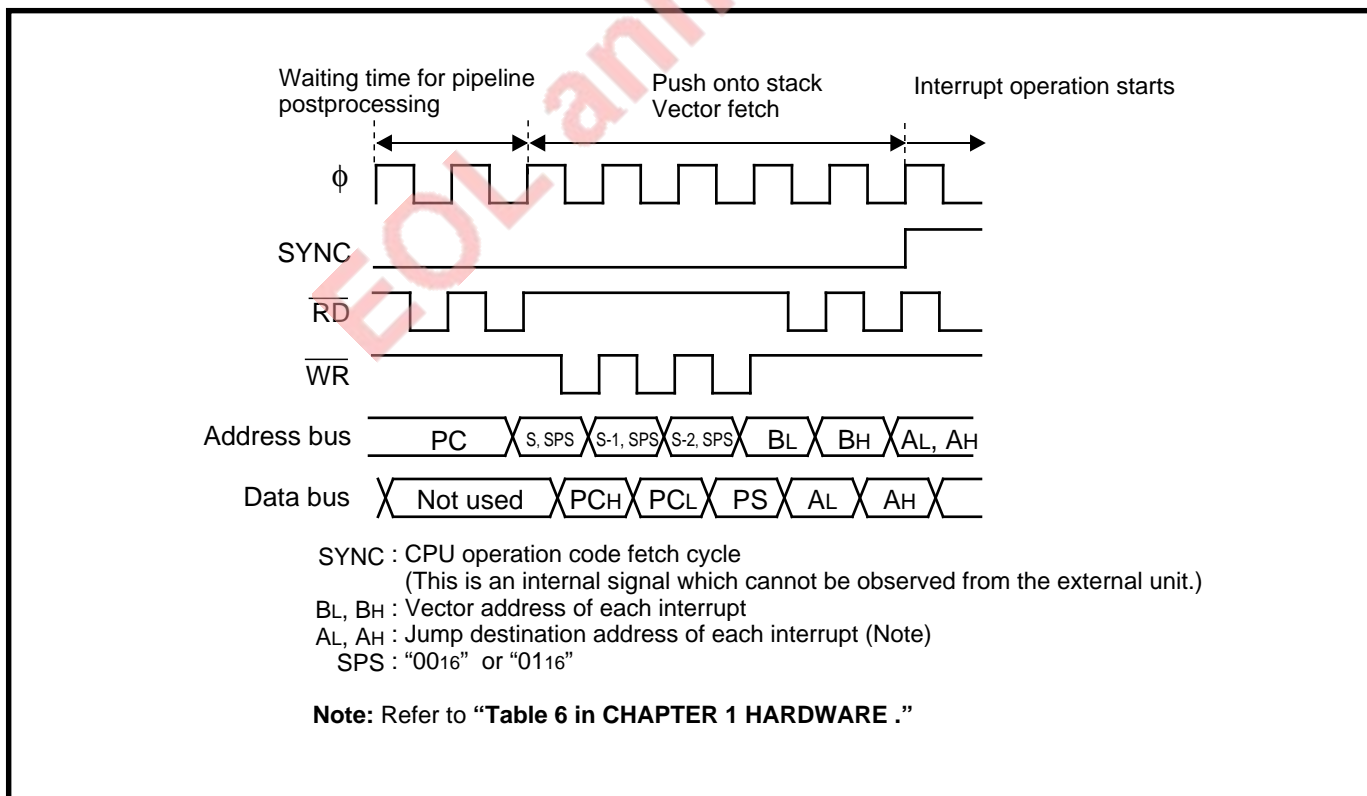 EOL ann
Waiting time for pipeline postprocessing
Push onto stack
Vector fetch
Interrupt operation starts
ϕ
SYNC
RD
WR
Address bus PC S, SPS S-1, SPS S-2, SPS BL BH AL, AH
Data bus Not used PCH PCL PS AL AH
SYNC : CPU operation code fetch cycle
(This is an internal signal which cannot be observed from the external unit.)
BL, BH : Vector address of each interrupt
AL, AH : Jump destination address of each interrupt (Note)
SPS : “0016” or “0116”
Note: Refer to “Table 6 in CHAPTER 1 HARDWARE .”